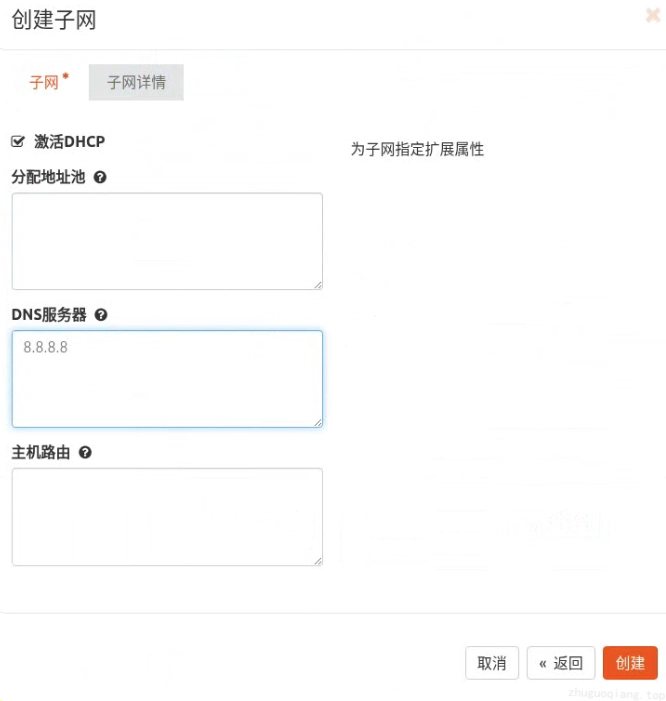 创建子网
×
子网*
子网详情
激活DHCP
为子网指定扩展属性
分配地址池
DNS服务器
8.8.8.8
主机路由
取消
« 返回
创建
zhuguoqiang.top